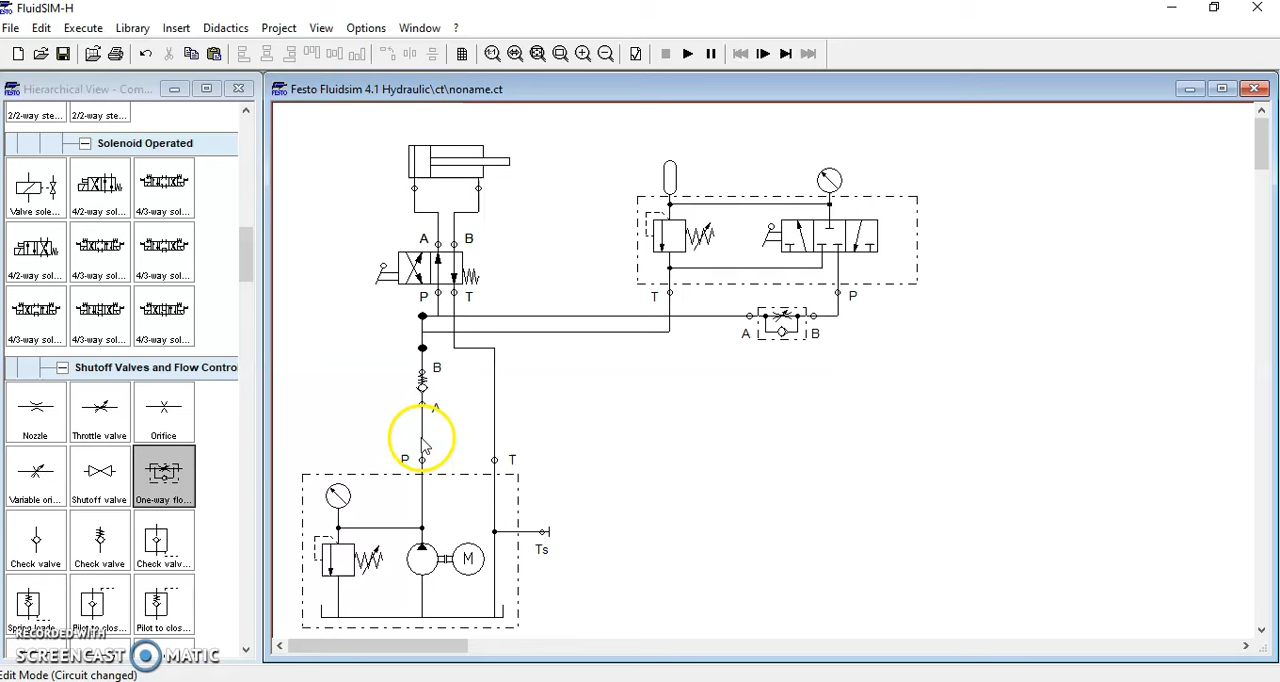 FluidSIM-H
File Edit Execute Library Insert Didactics Project View Options Window ?
Hierarchical View - Com...
2/2-way ste... 2/2-way ste...
Solenoid Operated
Valve sole... 4/2-way sol... 4/3-way sol...
4/2-way sol... 4/3-way sol... 4/3-way sol...
4/3-way sol... 4/3-way sol... 4/3-way sol...
Shutoff Valves and Flow Contro
Nozzle Throttle valve Orifice
Variable ori... Shutoff valve One-way flo...
Check valve Check valve Check valv...
Spring loade... Pilot to clos... Pilot to clos...
RECORDED WITH
SCREENCAST MATIC
Edit Mode (Circuit changed)
FESTO Festo Fluidsim 4.1 Hydraulic\ct\noname.ct
A B
P T
T P
A B
B
A
P T
M
Ts